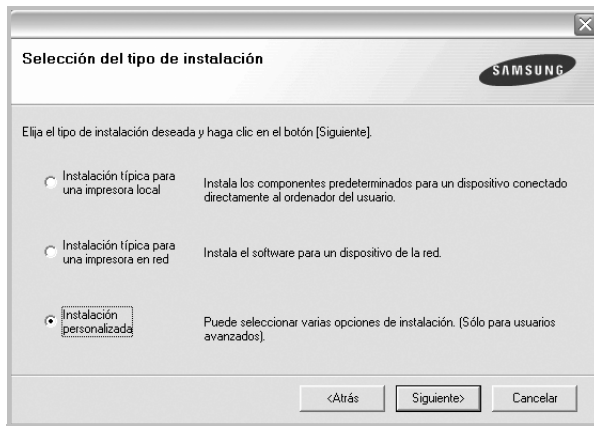 Selección del tipo de instalación
SAMSUNG
Elija el tipo de instalación deseada y haga clic en el botón [Siguiente].
Instalación típica para
una impresora local
Instala los componentes predeterminados para un dispositivo conectado
directamente al ordenador del usuario.
Instalación típica para
una impresora en red
Instala el software para un dispositivo de la red.
Instalación
personalizada
Puede seleccionar varias opciones de instalación. (Sólo para usuarios
avanzados).
<Atrás
Siguiente>
Cancelar